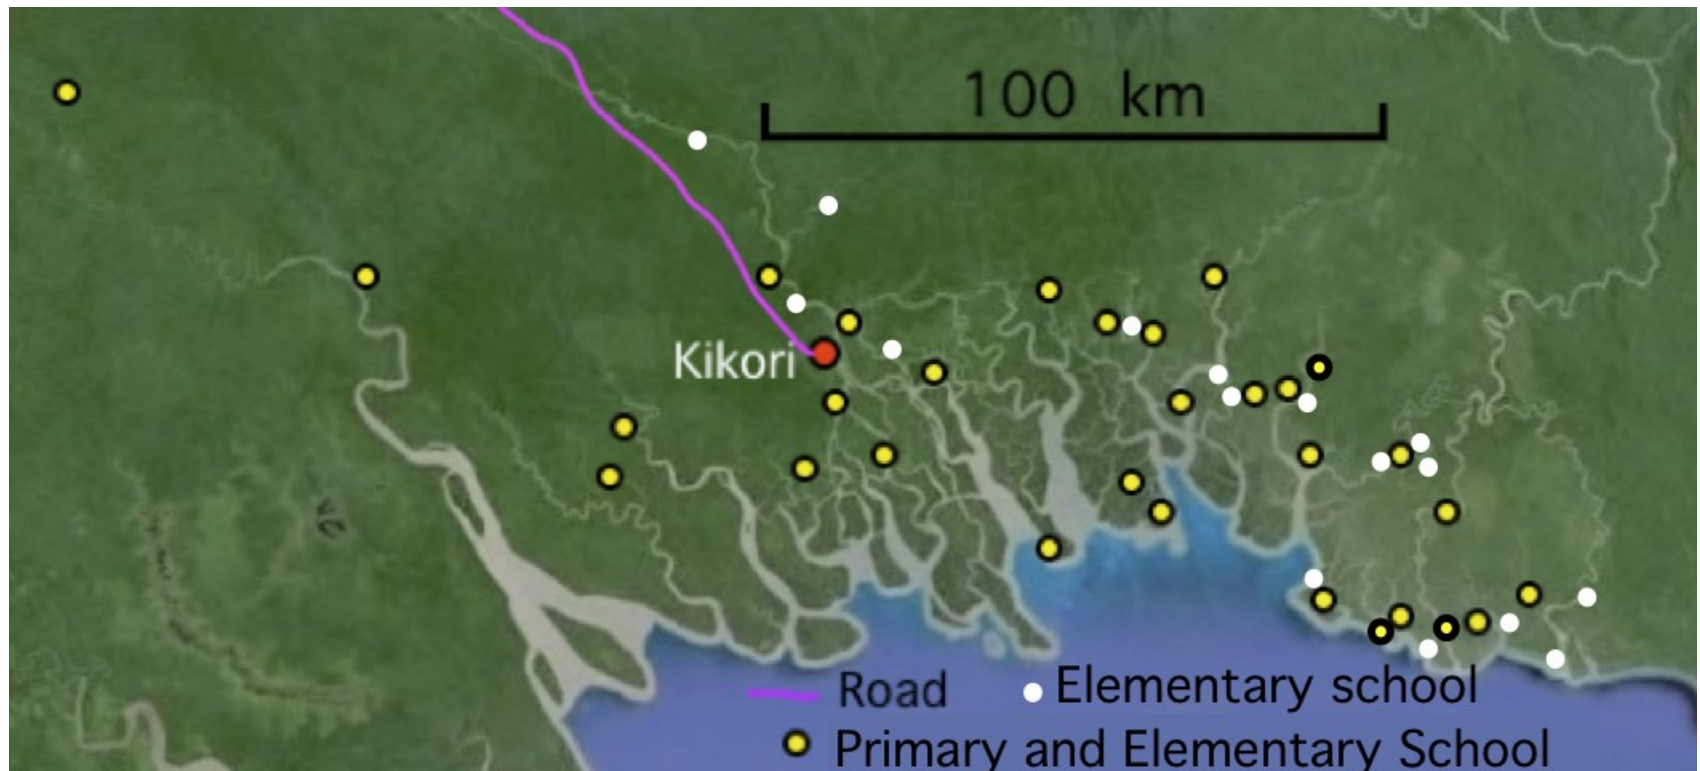 100 km
Kikori
Road
Elementary school
Primary and Elementary School